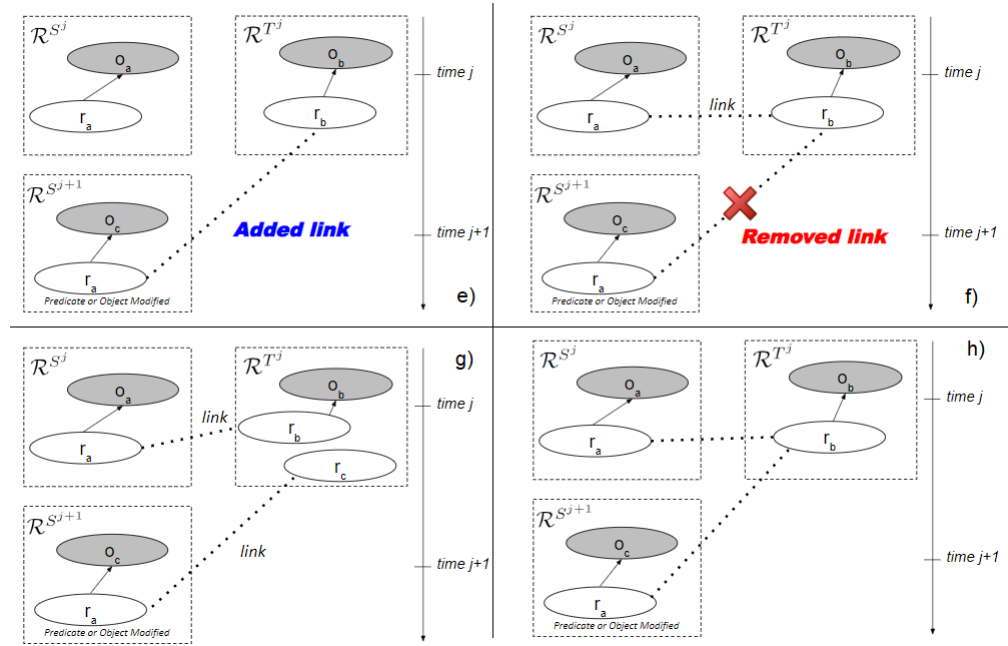 R^{S^j}
R^{T^j}
o_a
o_b
time j
r_a
r_b
R^{S^{j+1}}
o_c
Added link
time j+1
r_a
Predicate or Object Modified
e)
R^{S^j}
R^{T^j}
o_a
o_b
time j
link
r_a
r_b
R^{S^{j+1}}
o_c
Removed link
time j+1
r_a
Predicate or Object Modified
f)
g)
R^{S^j}
R^{T^j}
o_a
o_b
time j
link
r_b
r_a
r_c
R^{S^{j+1}}
o_c
link
time j+1
r_a
Predicate or Object Modified
h)
R^{S^j}
R^{T^j}
o_a
o_b
time j
r_a
r_b
R^{S^{j+1}}
o_c
time j+1
r_a
Predicate or Object Modified